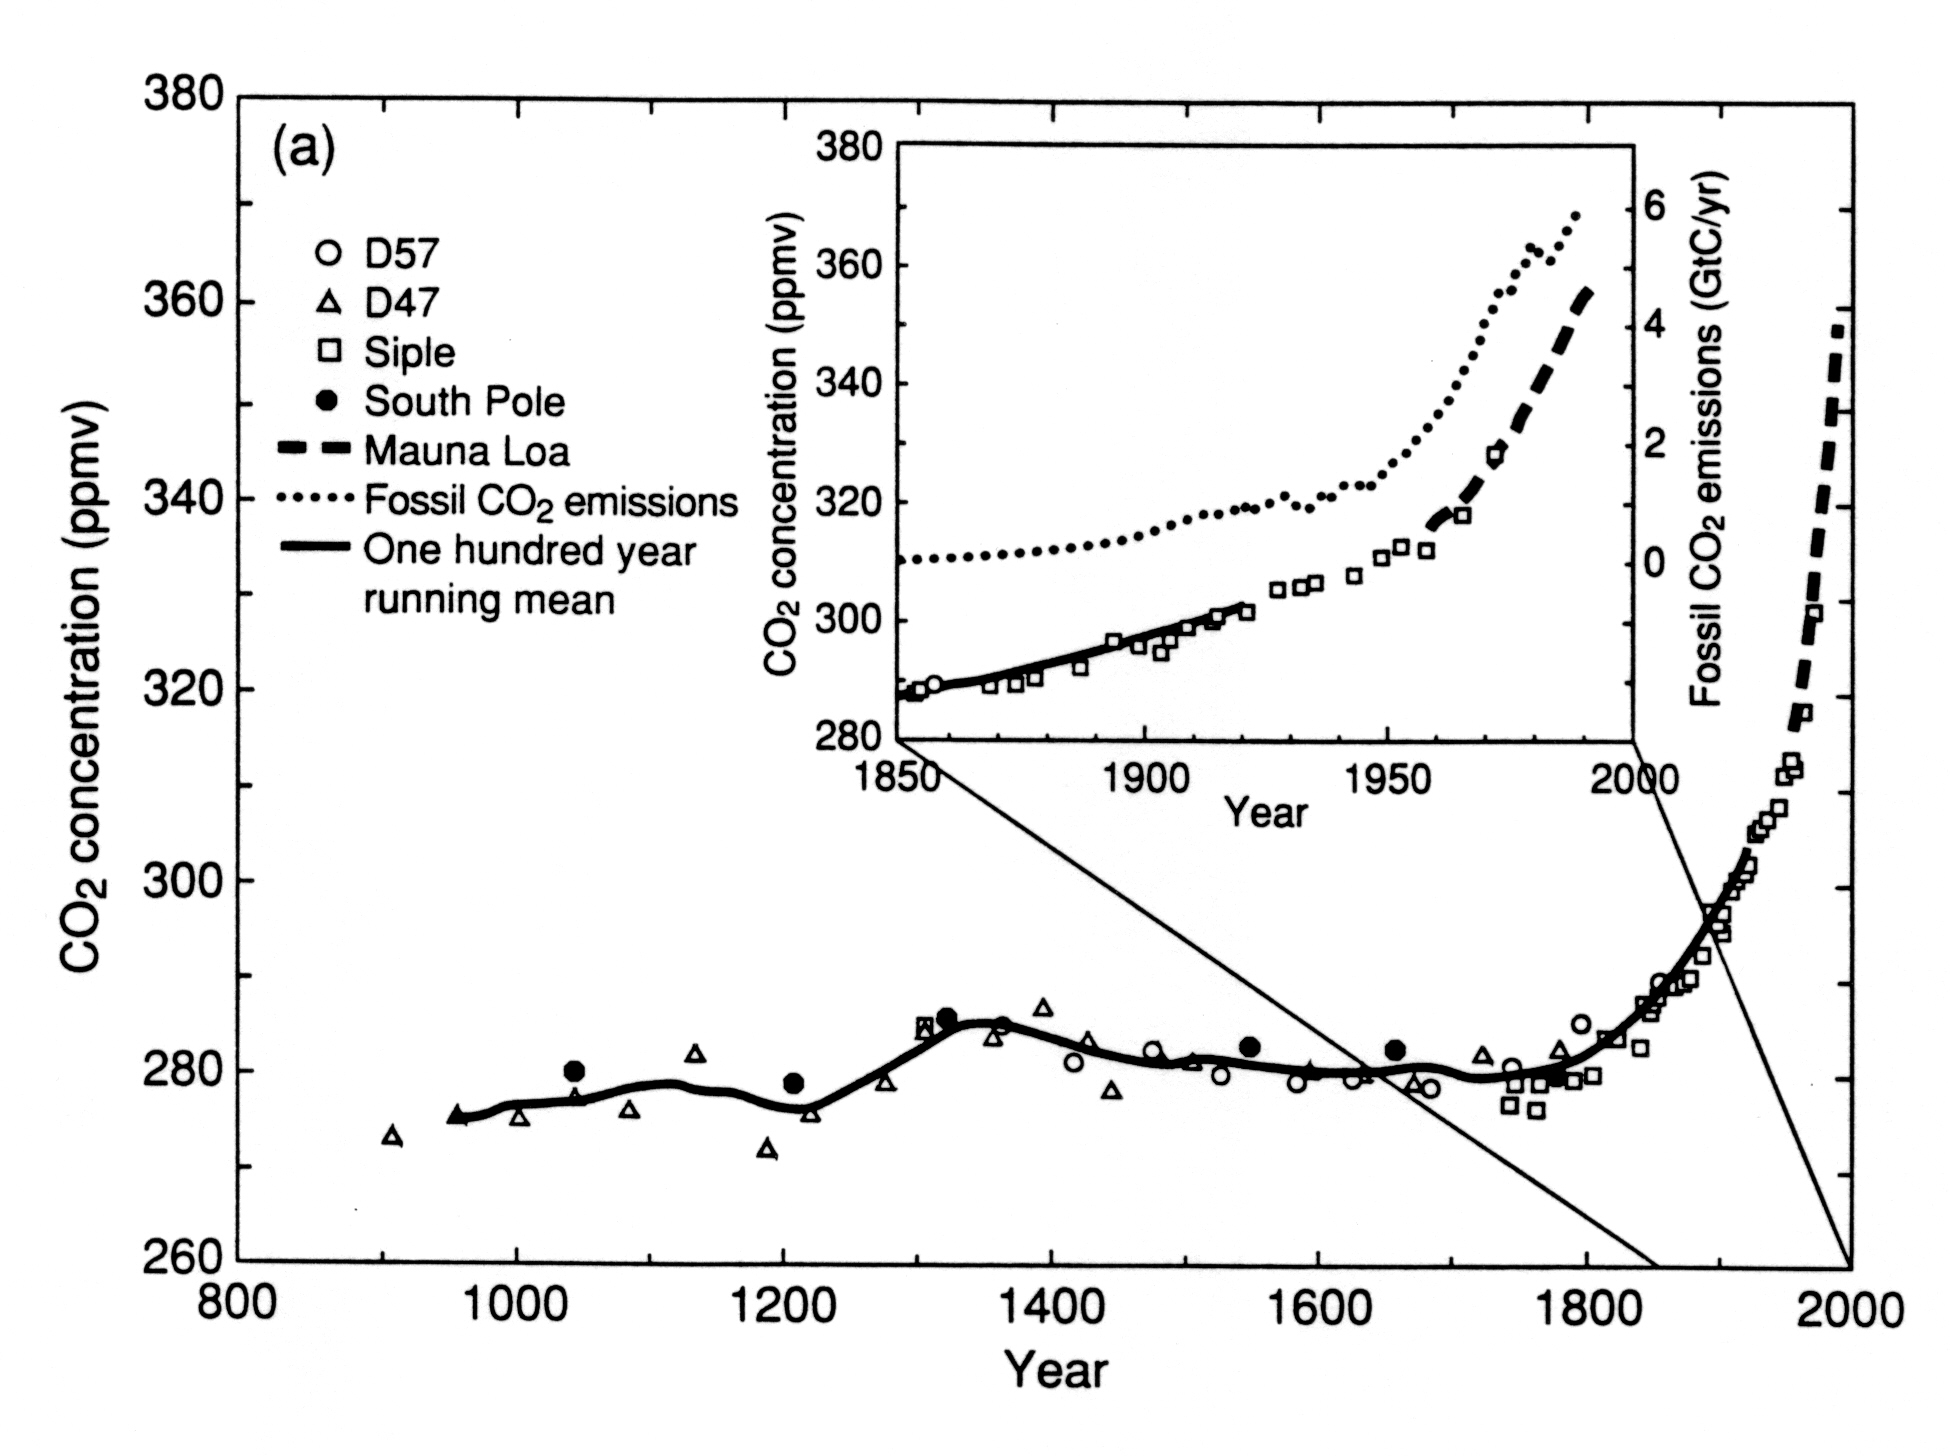 (a)
D57
D47
Siple
South Pole
Mauna Loa
Fossil CO2 emissions
One hundred year
running mean
CO2 concentration (ppmv)
380
360
340
320
300
280
260
800 1000 1200 1400 1600 1800 2000
Year
CO2 concentration (ppmv)
380
360
340
320
300
280
1850 1900 1950 2000
Year
6
4
2
0
Fossil CO2 emissions (GtC/yr)